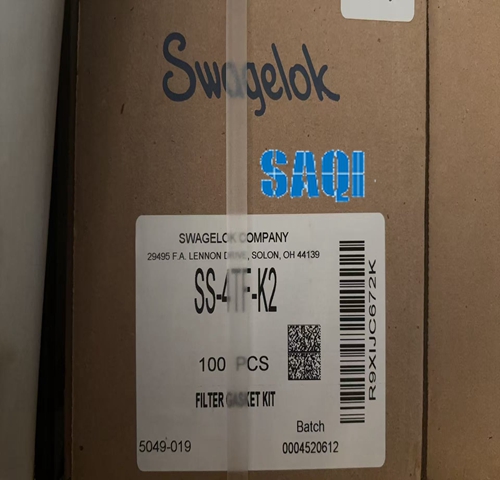 Swagelok
SAQI
SWAGELOK COMPANY
29495 F.A. LENNON DRIVE, SOLON, OH 44139
SS-4TF-K2
100 PCS
FILTER GASKET KIT
R9XIJC672K
Batch
5049-019
0004520612